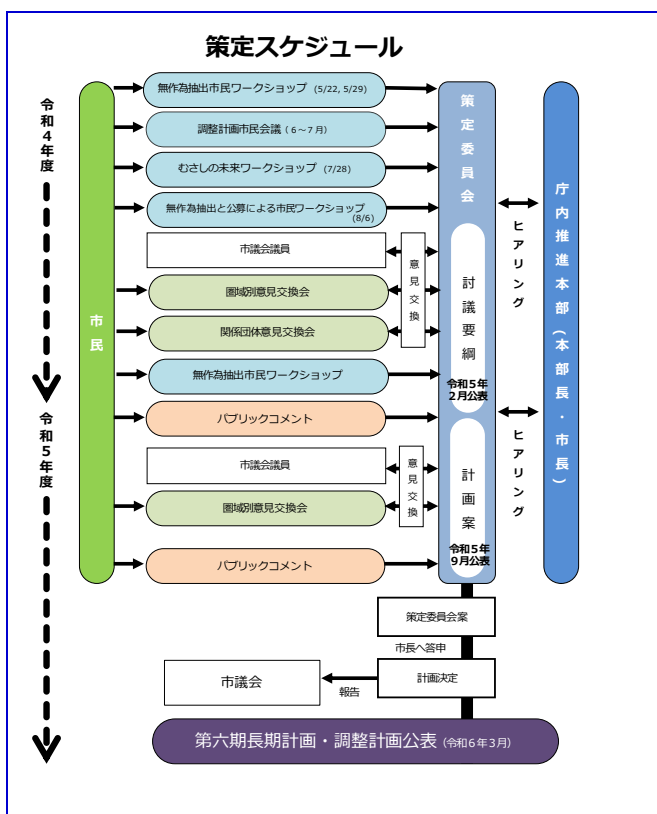 策定スケジュール
令和4年度
令和5年度
市民
無作為抽出市民ワークショップ (5/22, 5/29)
調整計画市民会議 (6~7月)
むさしの未来ワークショップ (7/28)
無作為抽出と公募による市民ワークショップ
(8/6)
市議会議員
圏域別意見交換会
関係団体意見交換会
意見交換
無作為抽出市民ワークショップ
パブリックコメント
市議会議員
圏域別意見交換会
意見交換
パブリックコメント
策定委員会
討議要綱
令和5年
2月公表
計画案
令和5年
9月公表
ヒアリング
ヒアリング
庁内推進本部(本部長・市長)
策定委員会案
市長へ答申
計画決定
報告
市議会
第六期長期計画・調整計画公表 (令和6年3月)